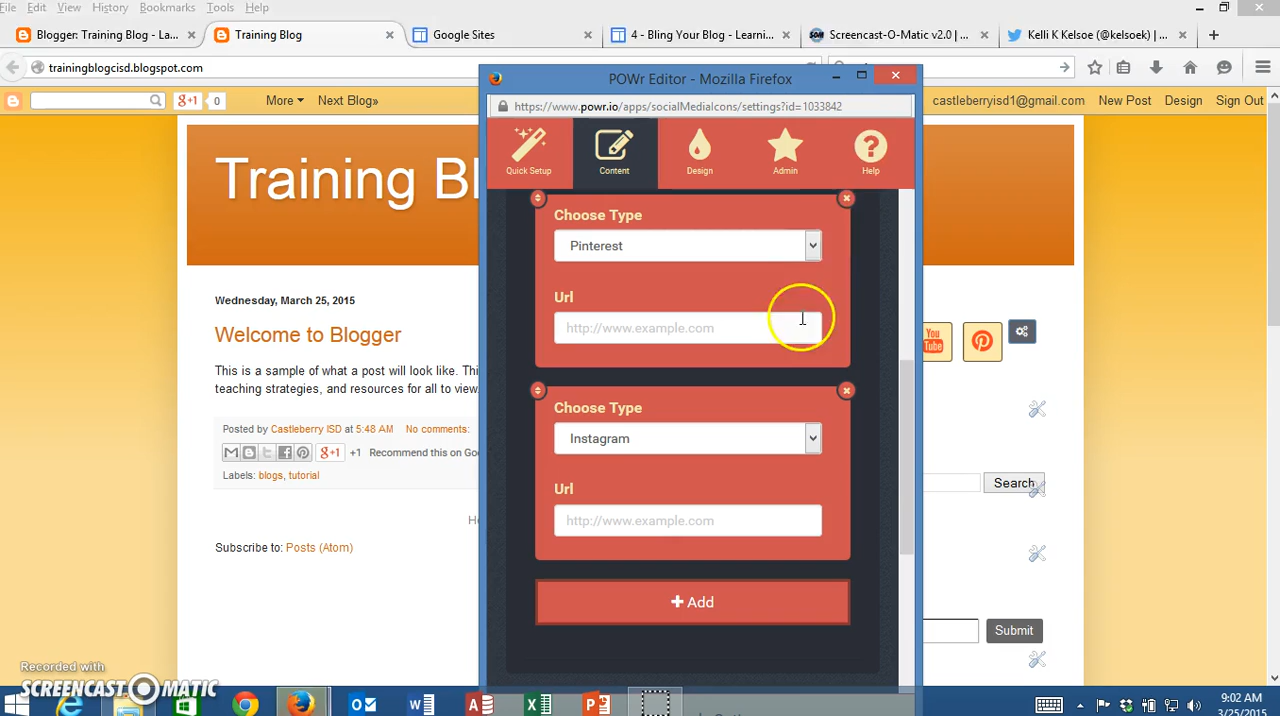 File Edit View History Bookmarks Tools Help
Blogger: Training Blog - La... Training Blog Google Sites 4 - Bling Your Blog - Learnin... Screencast-O-Matic v2.0 |... Kelli K Kelsoe (@kelsoek) |...
trainingblogcisd.blogspot.com
g+1 0 More Next Blog» castleberryisd1@gmail.com New Post Design Sign Out
POWr Editor - Mozilla Firefox
https://www.powr.io/apps/socialMediaIcons/settings?id=1033842
Quick Setup Content Design Admin Help
Training Bl
Wednesday, March 25, 2015
Welcome to Blogger
This is a sample of what a post will look like. Thi
teaching strategies, and resources for all to view.
Posted by Castleberry ISD at 5:48 AM No comments:
g+1 +1 Recommend this on Goo
Labels: blogs, tutorial
Subscribe to: Posts (Atom)
Choose Type
Pinterest
Url
http://www.example.com
Choose Type
Instagram
Url
http://www.example.com
+ Add
You
Tube
Search
Submit
Recorded with
SCREENCAST-O-MATIC
9:02 AM
3/25/2015